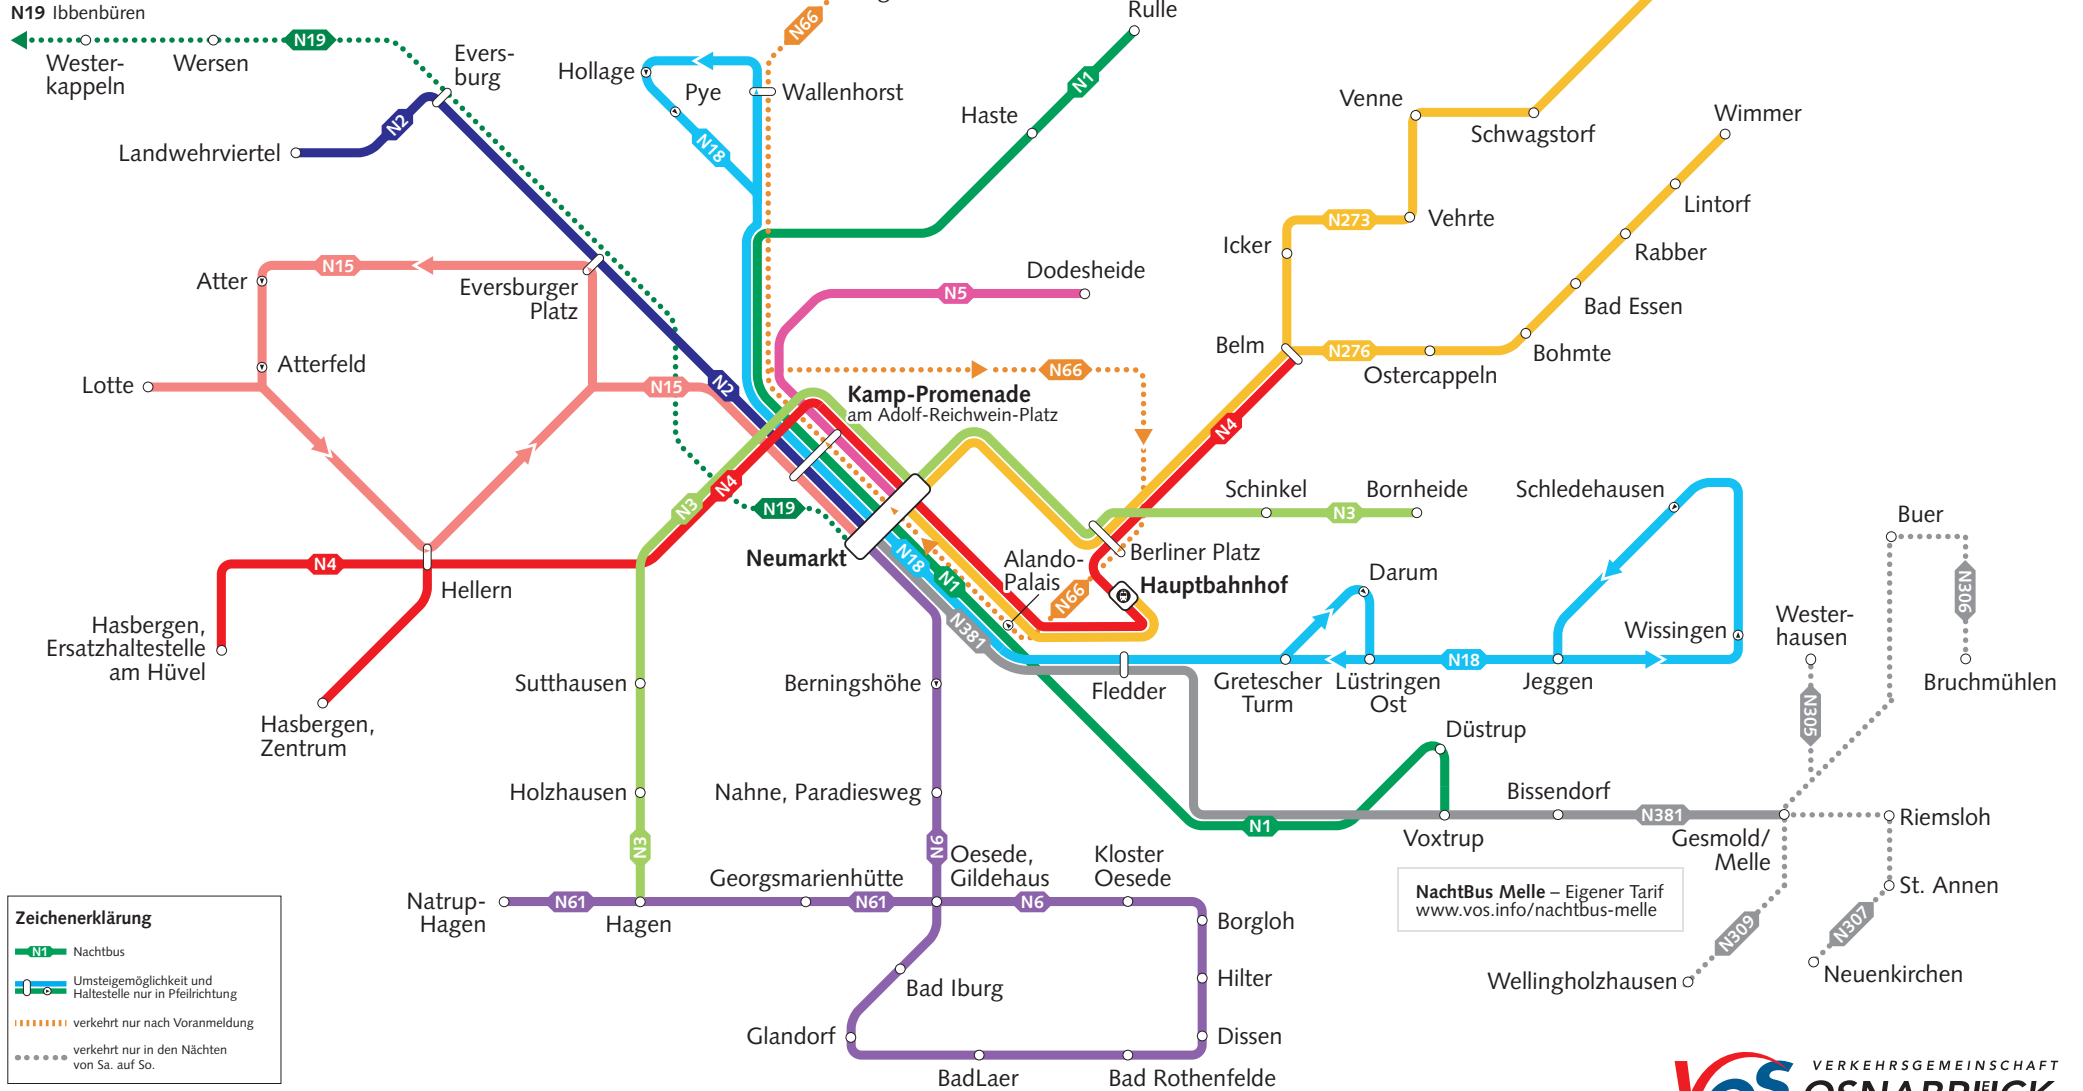 N19 Ibbenbüren
N19
Wester-
kappeln
Wersen
Evers-
burg
N2
Landwehrviertel
Hollage
Pye
N18
N66
Wallenhorst
Rulle
N1
Haste
Venne
Schwagstorf
Wimmer
Lintorf
Rabber
Bad Essen
Bohmte
N273
Vehrte
Icker
Belm
N276
Ostercappeln
Dodesheide
N5
N15
Atter
Eversburger
Platz
Atterfeld
Lotte
N15
N2
N66
Kamp-Promenade
am Adolf-Reichwein-Platz
N4
N3
N4
N19
Neumarkt
N18
N1
N381
Alando-
Palais
N66
Berliner Platz
Hauptbahnhof
Schinkel
Bornheide
N3
Schledehausen
Darum
Wissingen
N18
Gretescher
Turm
Lüstringen
Ost
Jeggen
Fledder
Buer
N306
Bruchmühlen
Wester-
hausen
N305
N4
Hellern
Hasbergen,
Ersatzhaltestelle
am Hüvel
Hasbergen,
Zentrum
Sutthausen
Holzhausen
N3
Berningshöhe
Nahne, Paradiesweg
N6
Düstrup
Bissendorf
N1
Voxtrup
N381
Gesmold/
Melle
Riemsloh
St. Annen
N307
Neuenkirchen
N309
Wellingholzhausen
NachtBus Melle – Eigener Tarif
www.vos.info/nachtbus-melle
Natrup-
Hagen
N61
Hagen
Georgsmarienhütte
N61
Oesede,
Gildehaus
N6
Kloster
Oesede
Borgloh
Hilter
Dissen
Bad Rothenfelde
BadLaer
Glandorf
Bad Iburg
Zeichenerklärung
N1
Nachtbus
Umsteigemöglichkeit und
Haltestelle nur in Pfeilrichtung
verkehrt nur nach Voranmeldung
verkehrt nur in den Nächten
von Sa. auf So.
VOS
VERKEHRSGEMEINSCHAFT